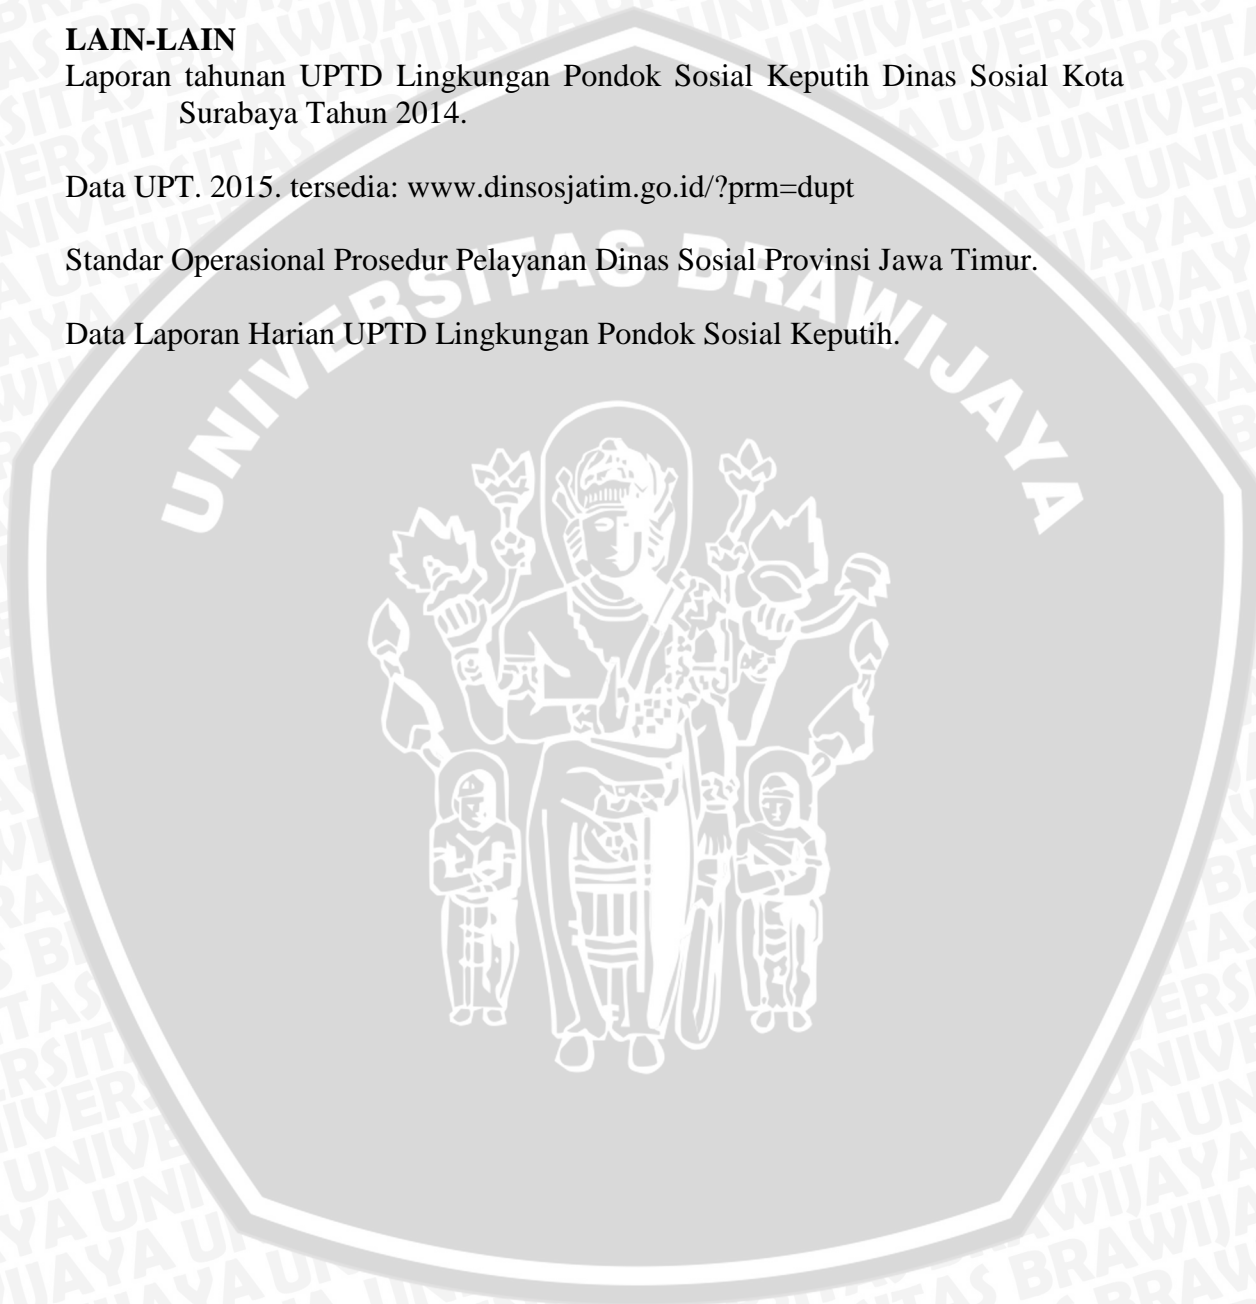 LAIN-LAIN
Laporan tahunan UPTD Lingkungan Pondok Sosial Keputih Dinas Sosial Kota
Surabaya Tahun 2014.
Data UPT. 2015. tersedia: www.dinsosjatim.go.id/?prm=dupt
Standar Operasional Prosedur Pelayanan Dinas Sosial Provinsi Jawa Timur.
Data Laporan Harian UPTD Lingkungan Pondok Sosial Keputih.
UNIVERSITAS BRAWIJAYA